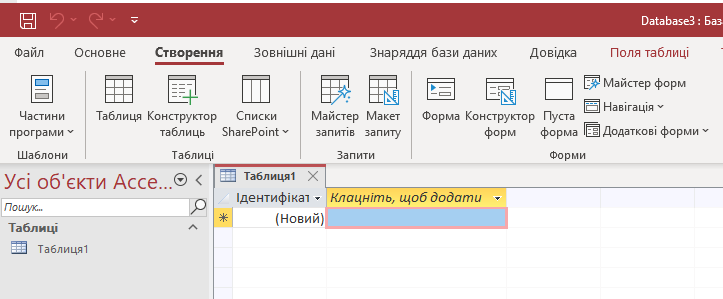 Database3 : Баз
Файл Основне Створення Зовнішні дані Знаряддя бази даних Довідка Поля таблиці
Частини програми
Таблиця
Конструктор таблиць
Списки SharePoint
Майстер запитів
Макет запиту
Форма
Конструктор форм
Пуста форма
Майстер форм
Навігація
Додаткові форми
Шаблони Таблиці Запити Форми
Усі об'єкти Acce...
Пошук...
Таблиці
Таблиця1
Таблиця1
Ідентифікат Клацніть, щоб додати
(Новий)